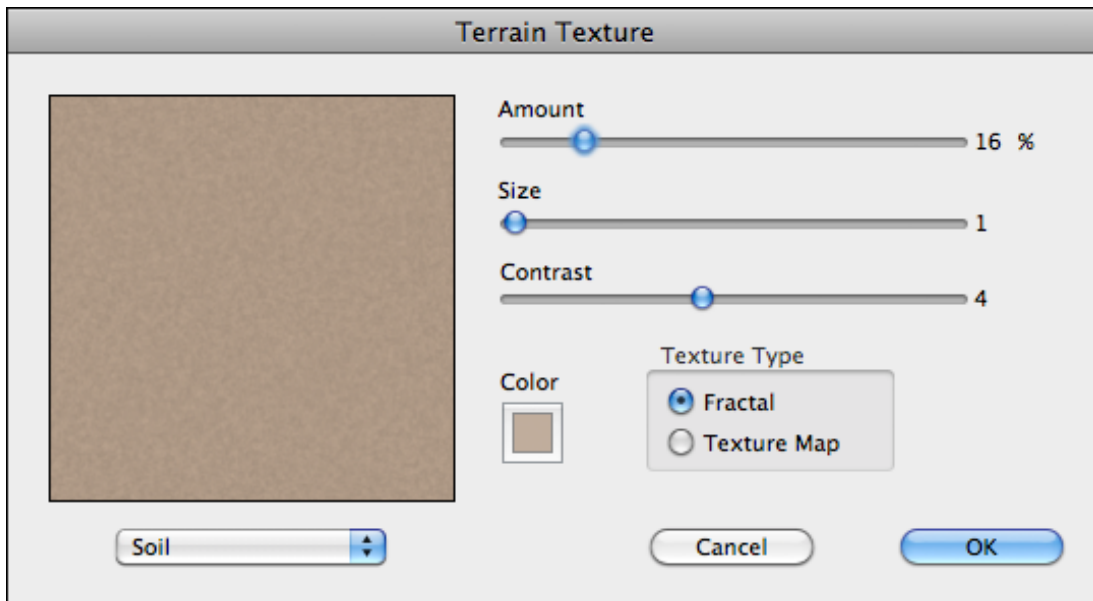 Terrain Texture
Amount
16 %
Size
1
Contrast
4
Color
Texture Type
Fractal
Texture Map
Soil
Cancel
OK